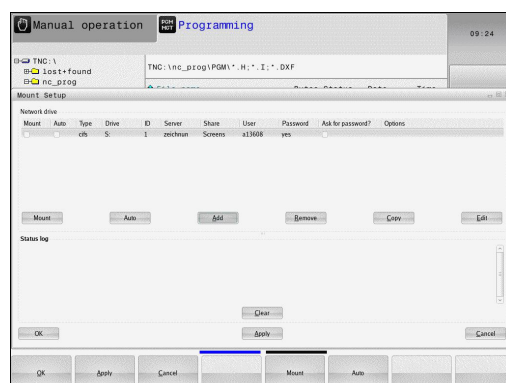 Manual operation
PGM MGT Programming
09:24
TNC:\
lost+found
nc_prog
TNC:\nc_prog\PGM\*.H;*.I;*.DXF
File name Bytes Status Date Time
Mount Setup
Network drive
Mount Auto Type Drive ID Server Share User Password Ask for password? Options
cifs S: 1 zeichnun Screens a13608 yes
Mount Auto Add Remove Copy Edit
Status log
Clear
OK Apply Cancel
OK Apply Cancel Mount Auto